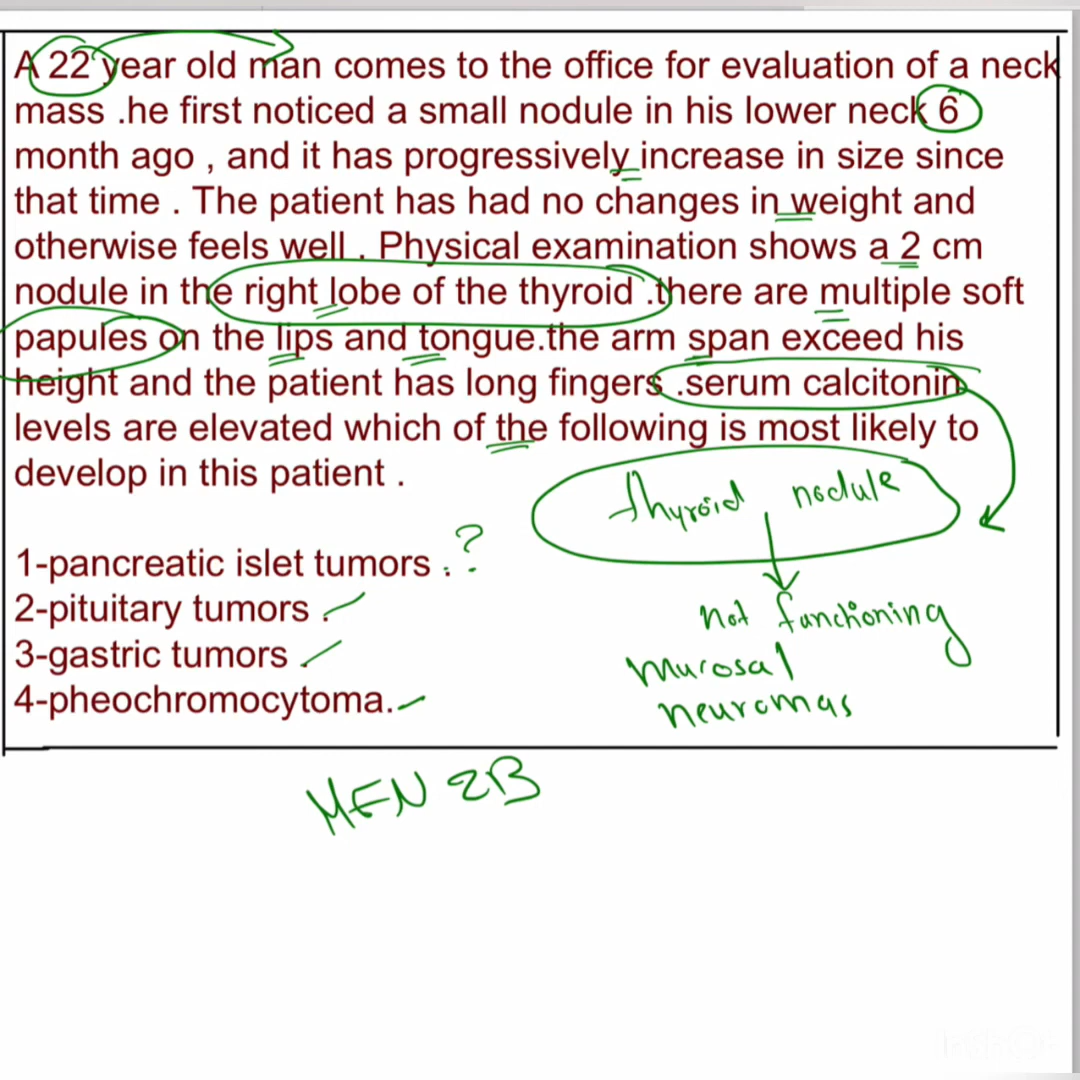 A 22 year old man comes to the office for evaluation of a neck
mass .he first noticed a small nodule in his lower neck 6
month ago , and it has progressively increase in size since
that time . The patient has had no changes in weight and
otherwise feels well . Physical examination shows a 2 cm
nodule in the right lobe of the thyroid .there are multiple soft
papules on the lips and tongue.the arm span exceed his
height and the patient has long fingers .serum calcitonin
levels are elevated which of the following is most likely to
develop in this patient .
thyroid nodule
1-pancreatic islet tumors . ?
2-pituitary tumors .
not functioning
3-gastric tumors .
murosal
4-pheochromocytoma.
neuromas
MEN 2B